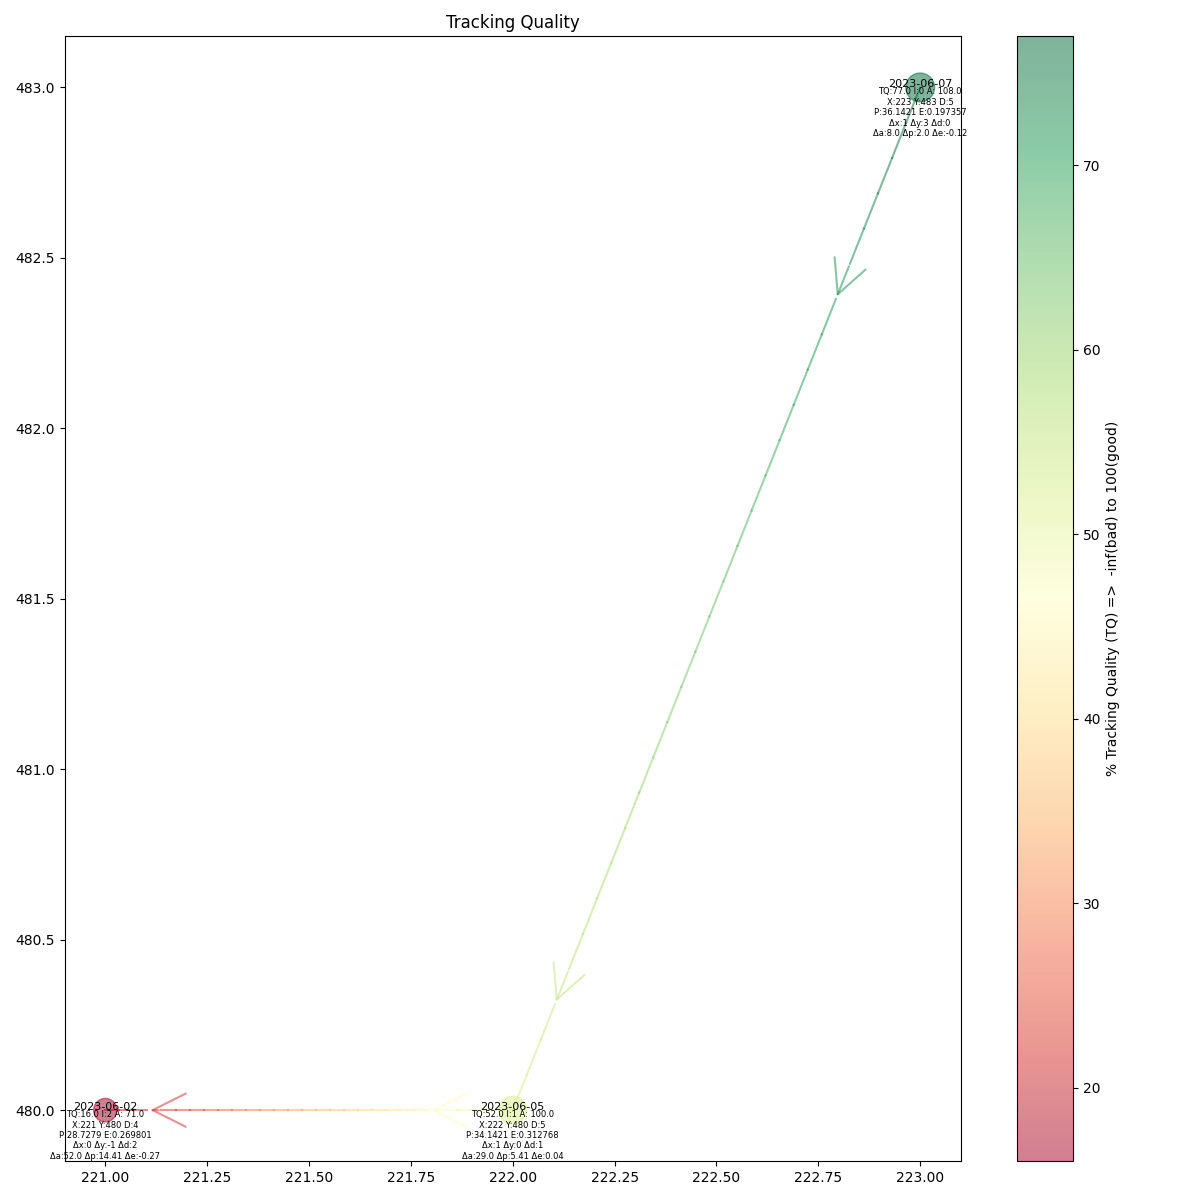 Tracking Quality
483.0
482.5
482.0
481.5
481.0
480.5
480.0
2023-06-07
TQ:77.0 I:0 A: 108.0
X:223 Y:483 D:5
P:36.1421 E:0.197357
Δx:1 Δy:3 Δd:0
Δa:8.0 Δp:2.0 Δe:-0.12
2023-06-02
TQ:16.0 I:2 A: 71.0
X:221 Y:480 D:4
P:28.7279 E:0.269801
Δx:0 Δy:-1 Δd:2
Δa:52.0 Δp:14.41 Δe:-0.27
2023-06-05
TQ:52.0 I:1 A: 100.0
X:222 Y:480 D:5
P:34.1421 E:0.312768
Δx:1 Δy:0 Δd:1
Δa:29.0 Δp:5.41 Δe:0.04
221.00
221.25
221.50
221.75
222.00
222.25
222.50
222.75
223.00
70
60
50
40
30
20
% Tracking Quality (TQ) => -inf(bad) to 100(good)